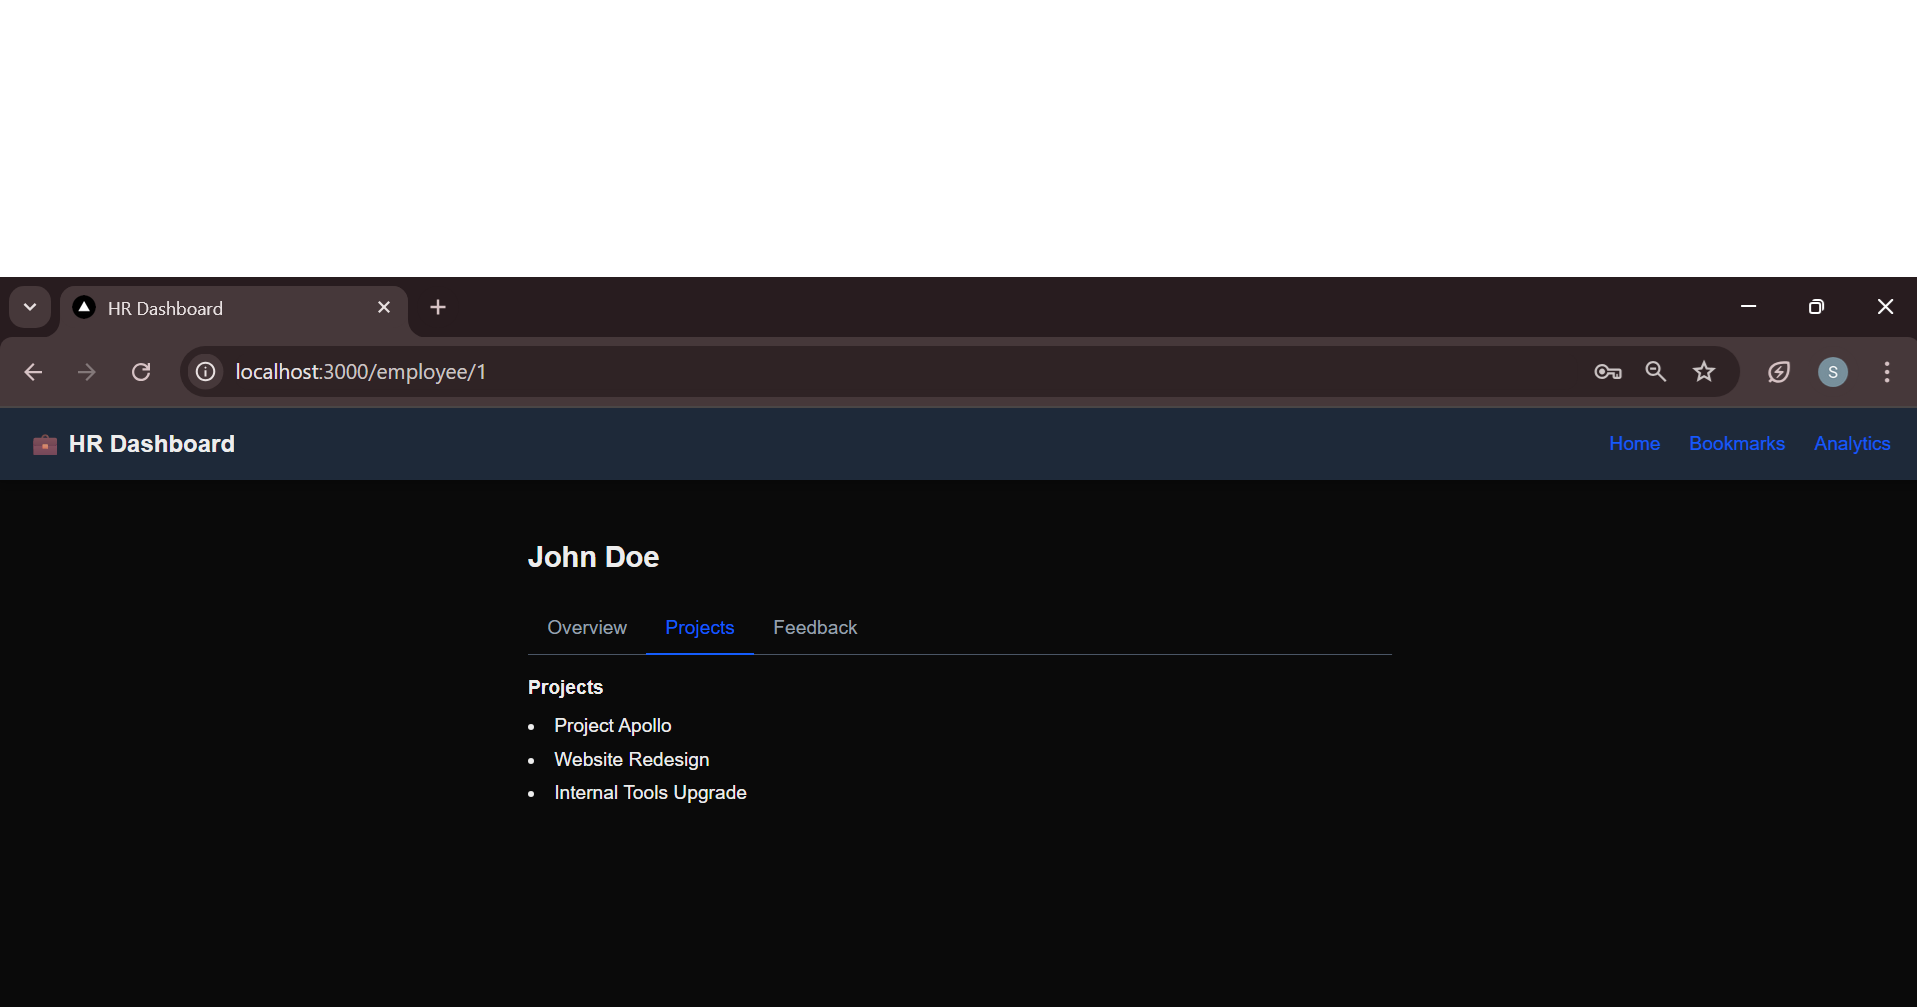 HR Dashboard
localhost:3000/employee/1
S
HR Dashboard
Home Bookmarks Analytics
John Doe
Overview Projects Feedback
Projects
• Project Apollo
• Website Redesign
• Internal Tools Upgrade